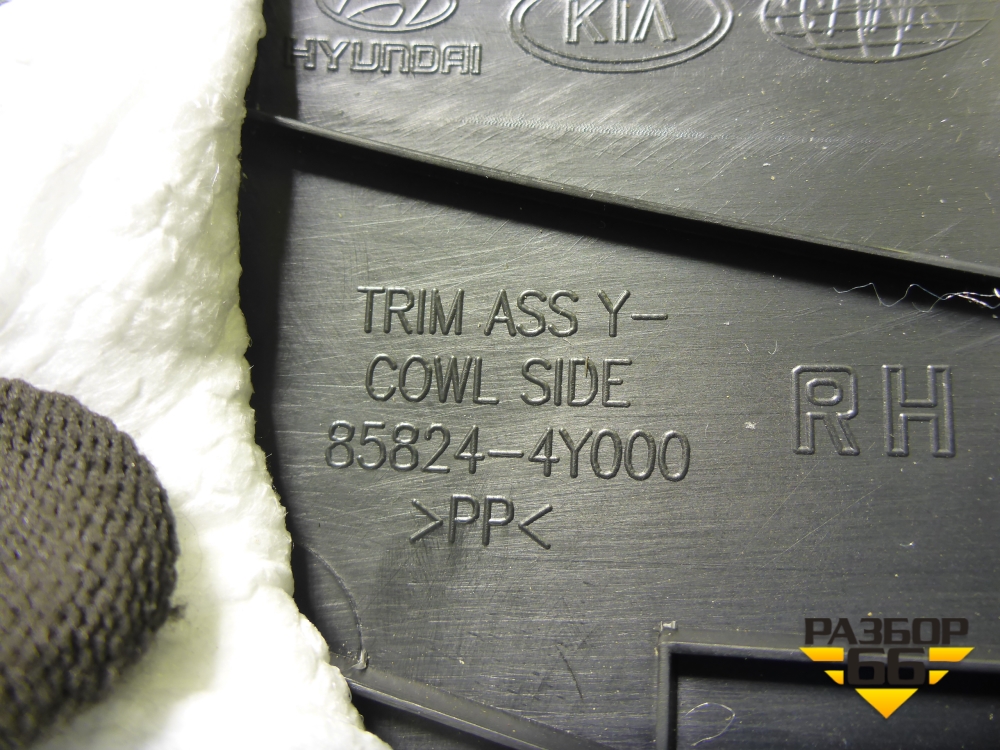 HYUNDAI
KIA
TRIM ASS Y-
COWL SIDE
85824-4Y000
>PP<
RH
РАЗБОР
66